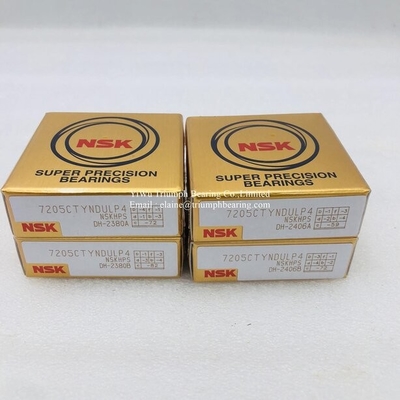 NSK
SUPER PRECISION
BEARINGS
NSK
SUPER PRECISION
BEARINGS
Yiwu Triumph Bearing Co.,Limited
Email--elaine@triumphbearing.com
7205CTYNDULP4
NSKHPS
DH-2380A
NSK
7205CTYNDULP4
NSKHPS
DH-2406A
NSK
7205CTYNDULP4
NSKHPS
DH-2380B
NSK
7205CTYNDULP4
NSKHPS
DH-2406B
NSK